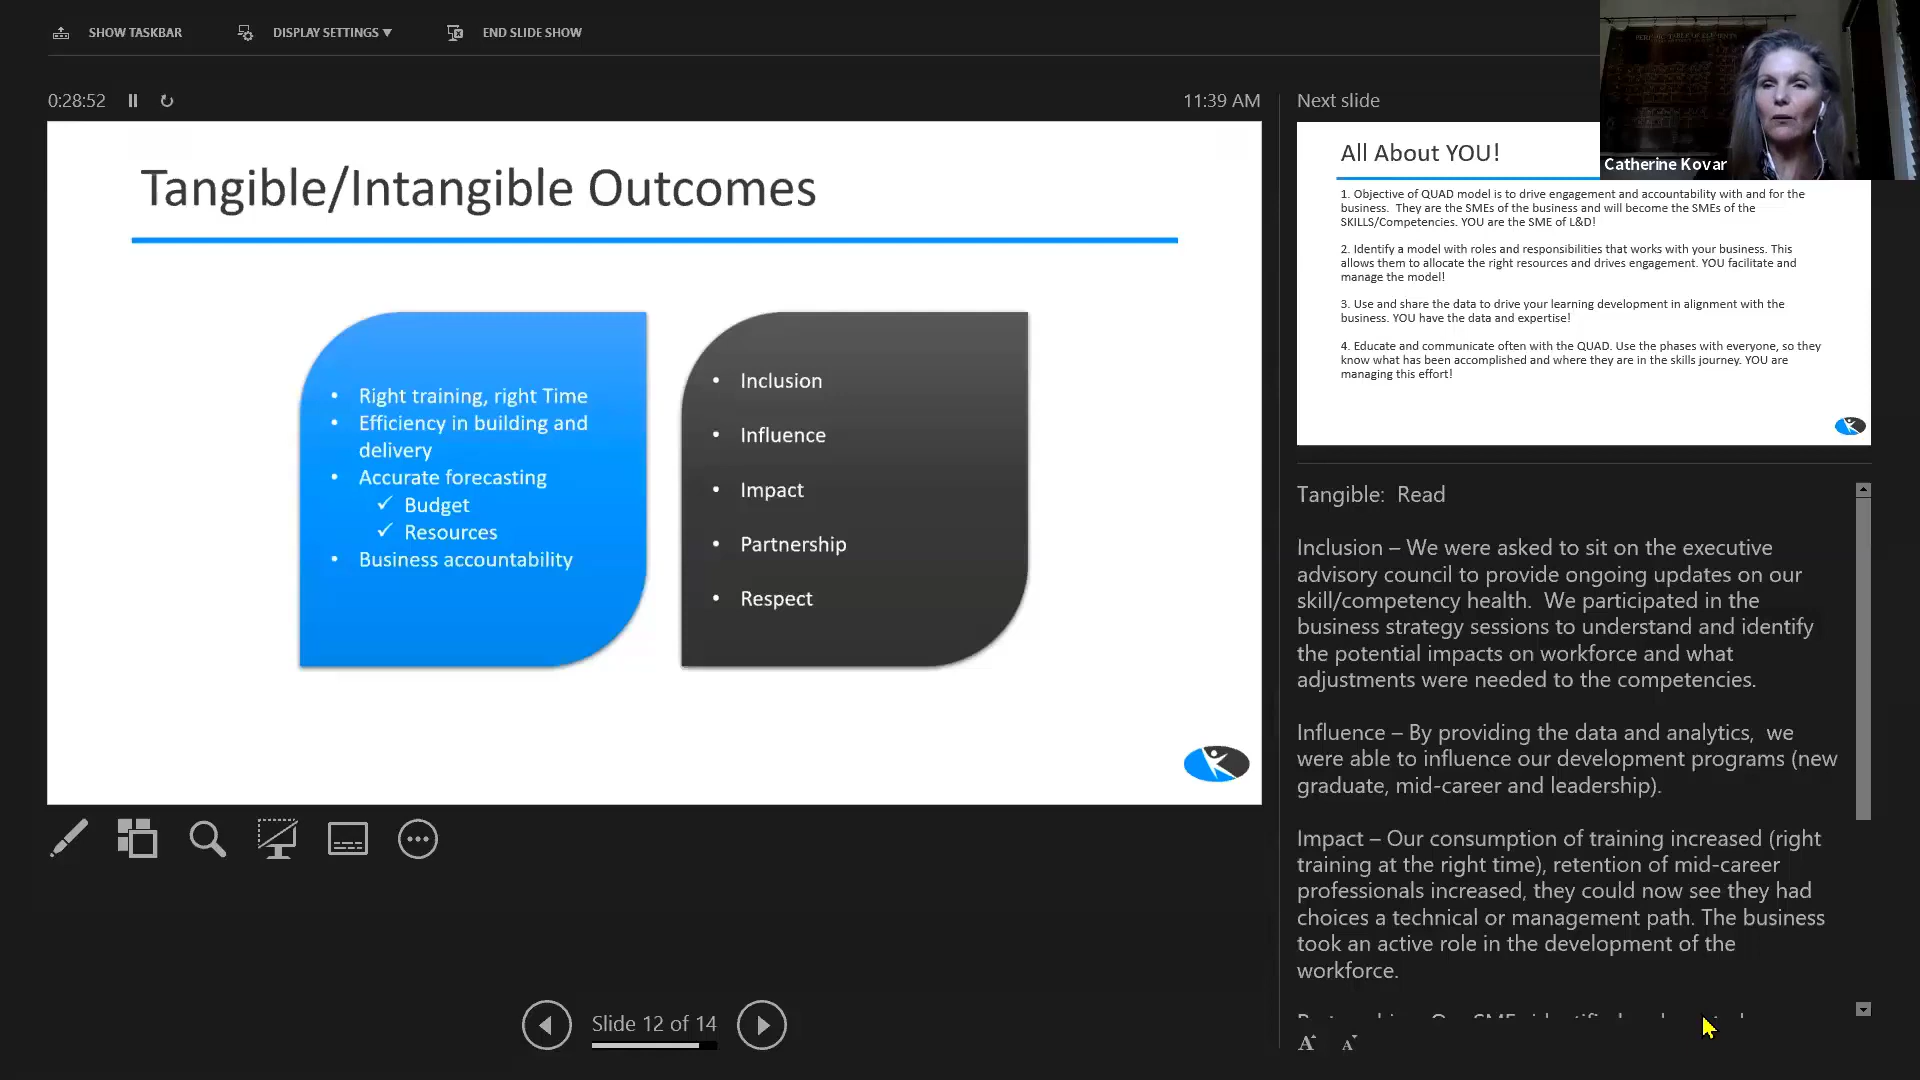 SHOW TASKBAR
DISPLAY SETTINGS ▼
END SLIDE SHOW
0:28:52
11:39 AM
Tangible/Intangible Outcomes
• Right training, right Time
• Efficiency in building and
delivery
• Accurate forecasting
✓ Budget
✓ Resources
• Business accountability
• Inclusion
• Influence
• Impact
• Partnership
• Respect
Slide 12 of 14
Next slide
Catherine Kovar
All About YOU!
1. Objective of QUAD model is to drive engagement and accountability with and for the
business. They are the SMEs of the business and will become the SMEs of the
SKILLS/Competencies. YOU are the SME of L&D!
2. Identify a model with roles and responsibilities that works with your business. This
allows them to allocate the right resources and drives engagement. YOU facilitate and
manage the model!
3. Use and share the data to drive your learning development in alignment with the
business. YOU have the data and expertise!
4. Educate and communicate often with the QUAD. Use the phases with everyone, so they
know what has been accomplished and where they are in the skills journey. YOU are
managing this effort!
Tangible: Read
Inclusion – We were asked to sit on the executive
advisory council to provide ongoing updates on our
skill/competency health. We participated in the
business strategy sessions to understand and identify
the potential impacts on workforce and what
adjustments were needed to the competencies.
Influence – By providing the data and analytics, we
were able to influence our development programs (new
graduate, mid-career and leadership).
Impact – Our consumption of training increased (right
training at the right time), retention of mid-career
professionals increased, they could now see they had
choices a technical or management path. The business
took an active role in the development of the
workforce.
A A